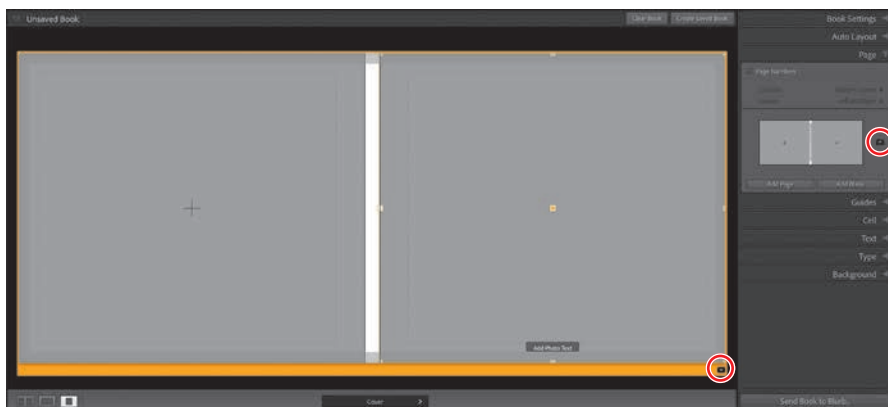 Unsaved Book
Clear Book
Create Saved Book
Book Settings
Auto Layout
Page
Page Numbers
Add Page
Add Blank
Guides
Cell
Text
Type
Background
Add Photo Text
Cover
Send Book to Blurb...